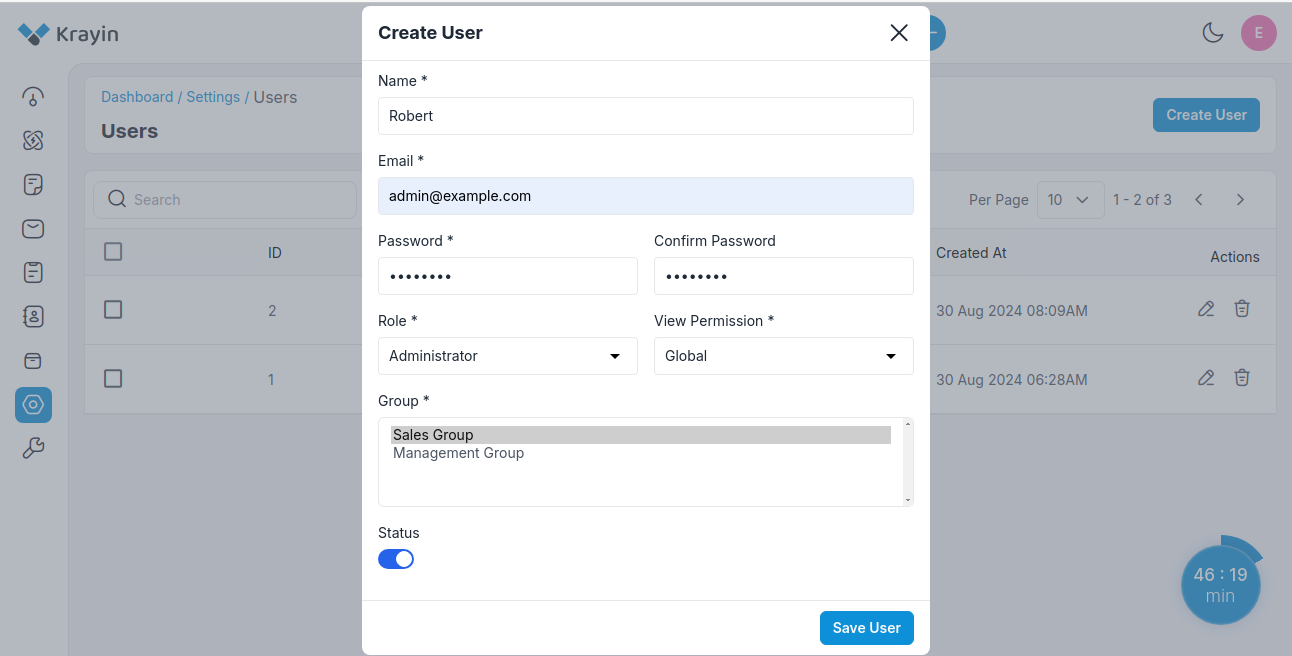 Krayin
E
Dashboard / Settings / Users
Users
Create User
Search
Per Page 10 1 - 2 of 3
ID Created At Actions
2 30 Aug 2024 08:09AM
1 30 Aug 2024 06:28AM
46 : 19
min
Create User
Name *
Robert
Email *
admin@example.com
Password * Confirm Password
•••••••• ••••••••
Role * View Permission *
Administrator Global
Group *
Sales Group
Management Group
Status
Save User